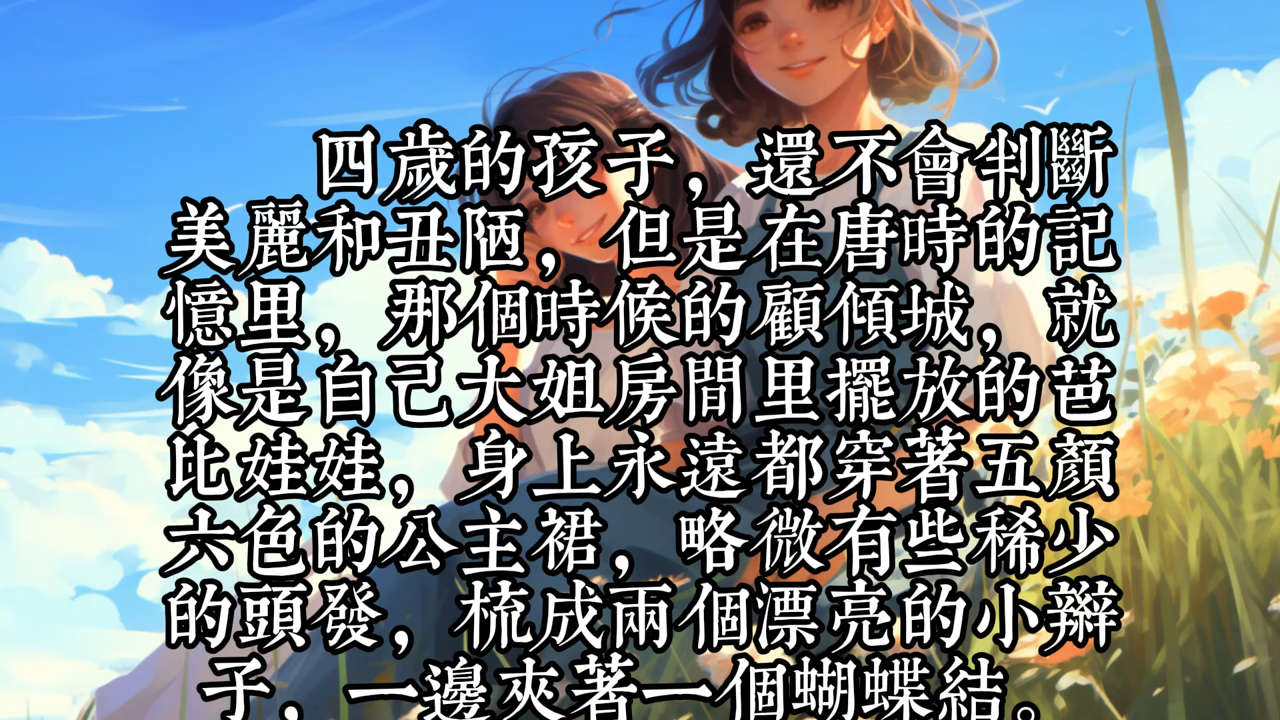 四歲的孩子，還不會判斷
美麗和丑陋，但是在唐時的記
憶里，那個時候的顧傾城，就
像是自己大姐房間里擺放的芭
比娃娃，身上永遠都穿著五顏
六色的公主裙，略微有些稀少
的頭發，梳成兩個漂亮的小辮
子，一邊夾著一個蝴蝶結。